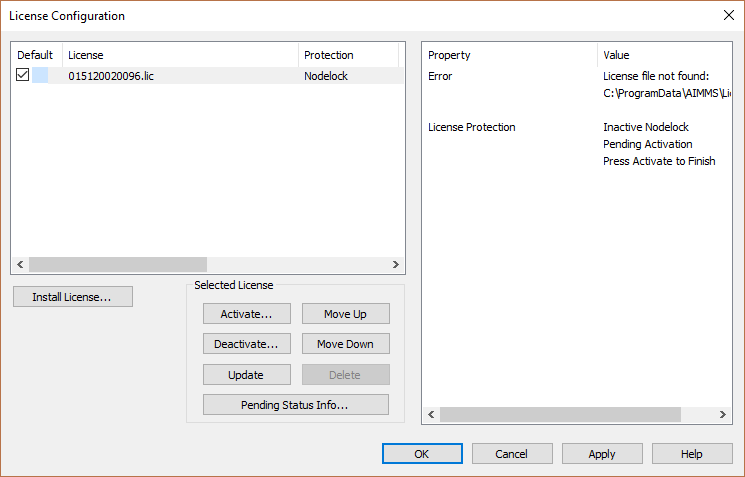 License Configuration
Default License Protection
015120020096.lic Nodelock
Property Value
Error License file not found:
C:\ProgramData\AIMMS\Lic
License Protection Inactive Nodelock
Pending Activation
Press Activate to Finish
Install License...
Selected License
Activate... Move Up
Deactivate... Move Down
Update Delete
Pending Status Info...
OK Cancel Apply Help